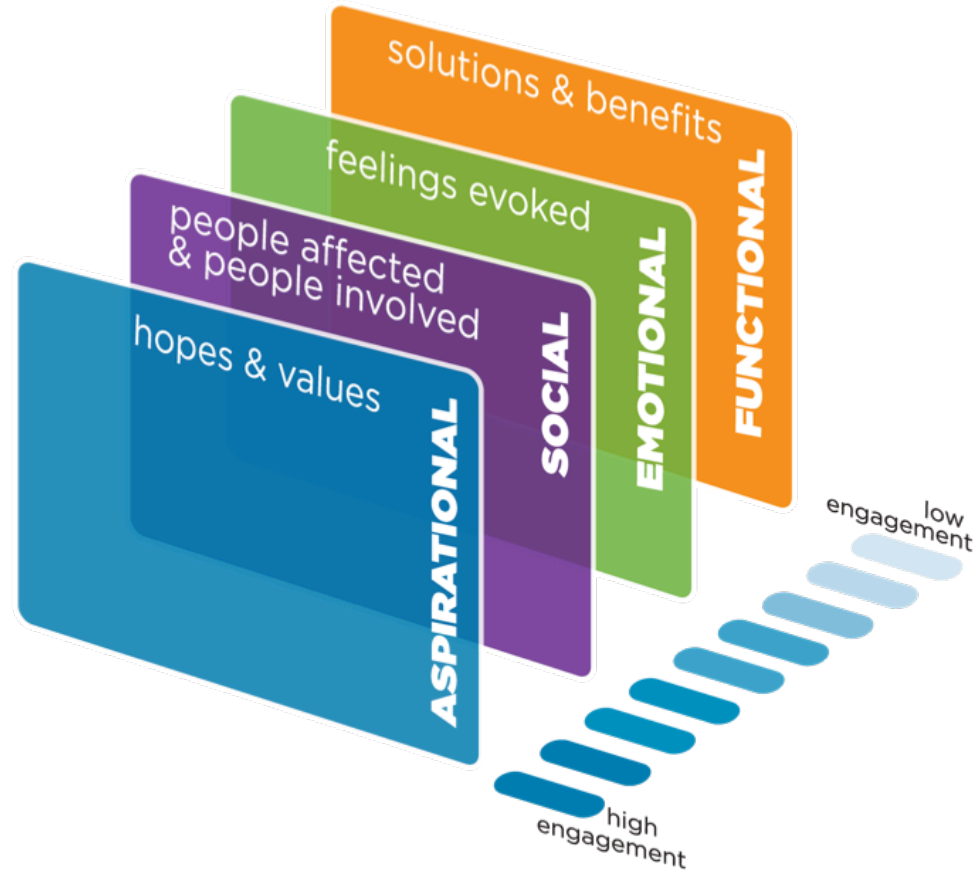 solutions & benefits
FUNCTIONAL
feelings evoked
EMOTIONAL
people affected
& people involved
SOCIAL
hopes & values
ASPIRATIONAL
low
engagement
high
engagement